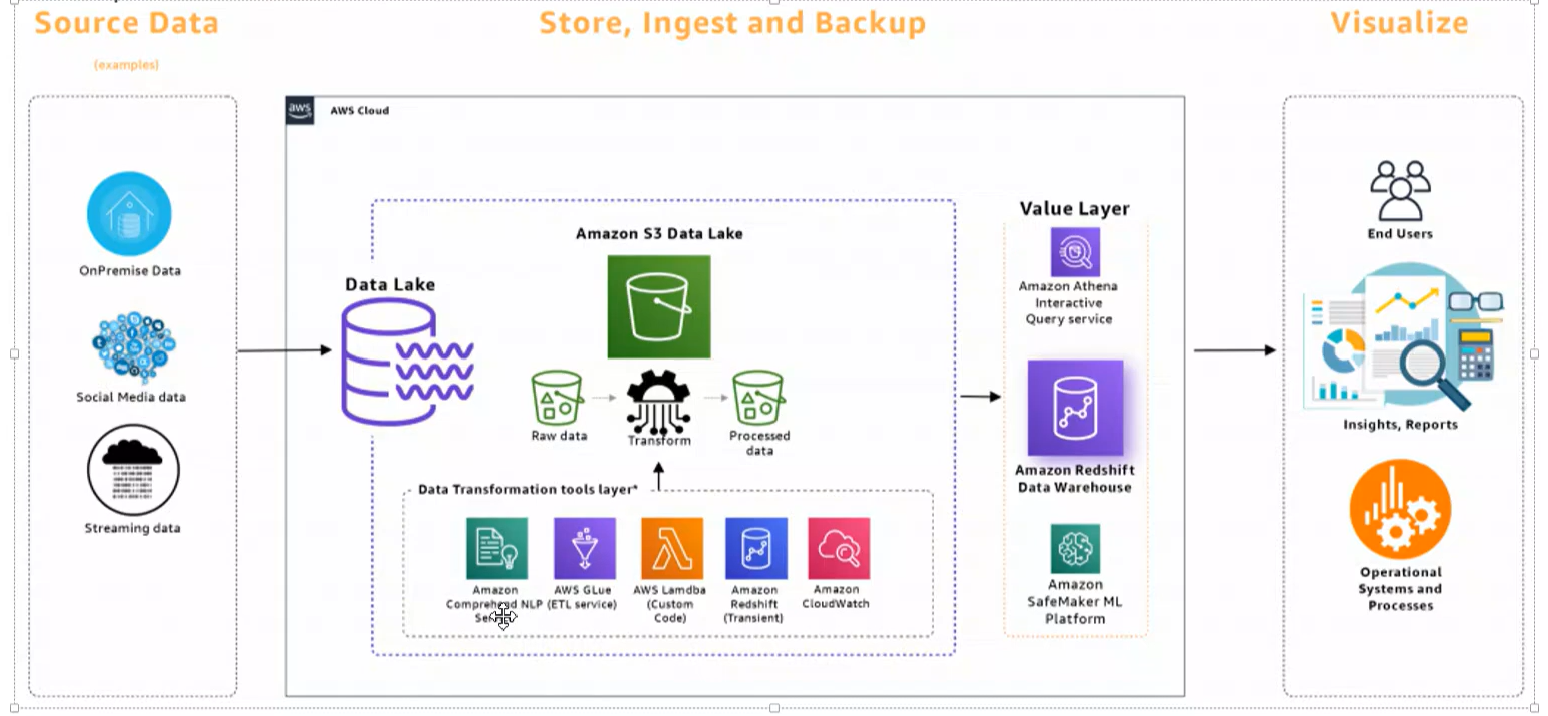 Source Data
(examples)
OnPremise Data
Social Media data
Streaming data
Store, Ingest and Backup
aws
AWS Cloud
Data Lake
Amazon S3 Data Lake
Raw data
Transform
Processed
data
Data Transformation tools layer*
Amazon
Comprehend NLP
AWS GLue
(ETL service)
AWS Lamdba
(Custom
Code)
Amazon
Redshift
(Transient)
Amazon
CloudWatch
Value Layer
Amazon Athena
Interactive
Query service
Amazon Redshift
Data Warehouse
Amazon
SafeMaker ML
Platform
Visualize
End Users
Insights, Reports
Operational
Systems and
Processes